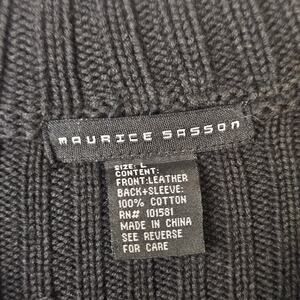 MAURICE SASSON
SIZE: L
CONTENT:
FRONT:LEATHER
BACK+SLEEVE:
100% COTTON
RN# 101581
MADE IN CHINA
SEE REVERSE
FOR CARE